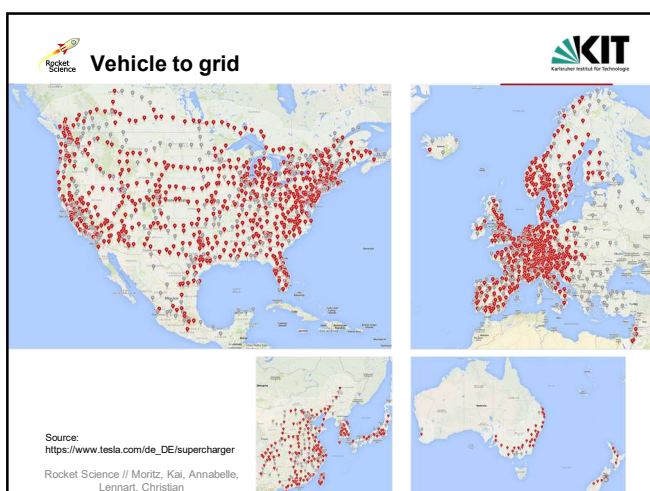 Rocket
Science
Vehicle to grid
KIT
Karlsruher Institut für Technologie
Source:
https://www.tesla.com/de_DE/supercharger
Rocket Science // Moritz, Kai, Annabelle,
Lennart, Christian